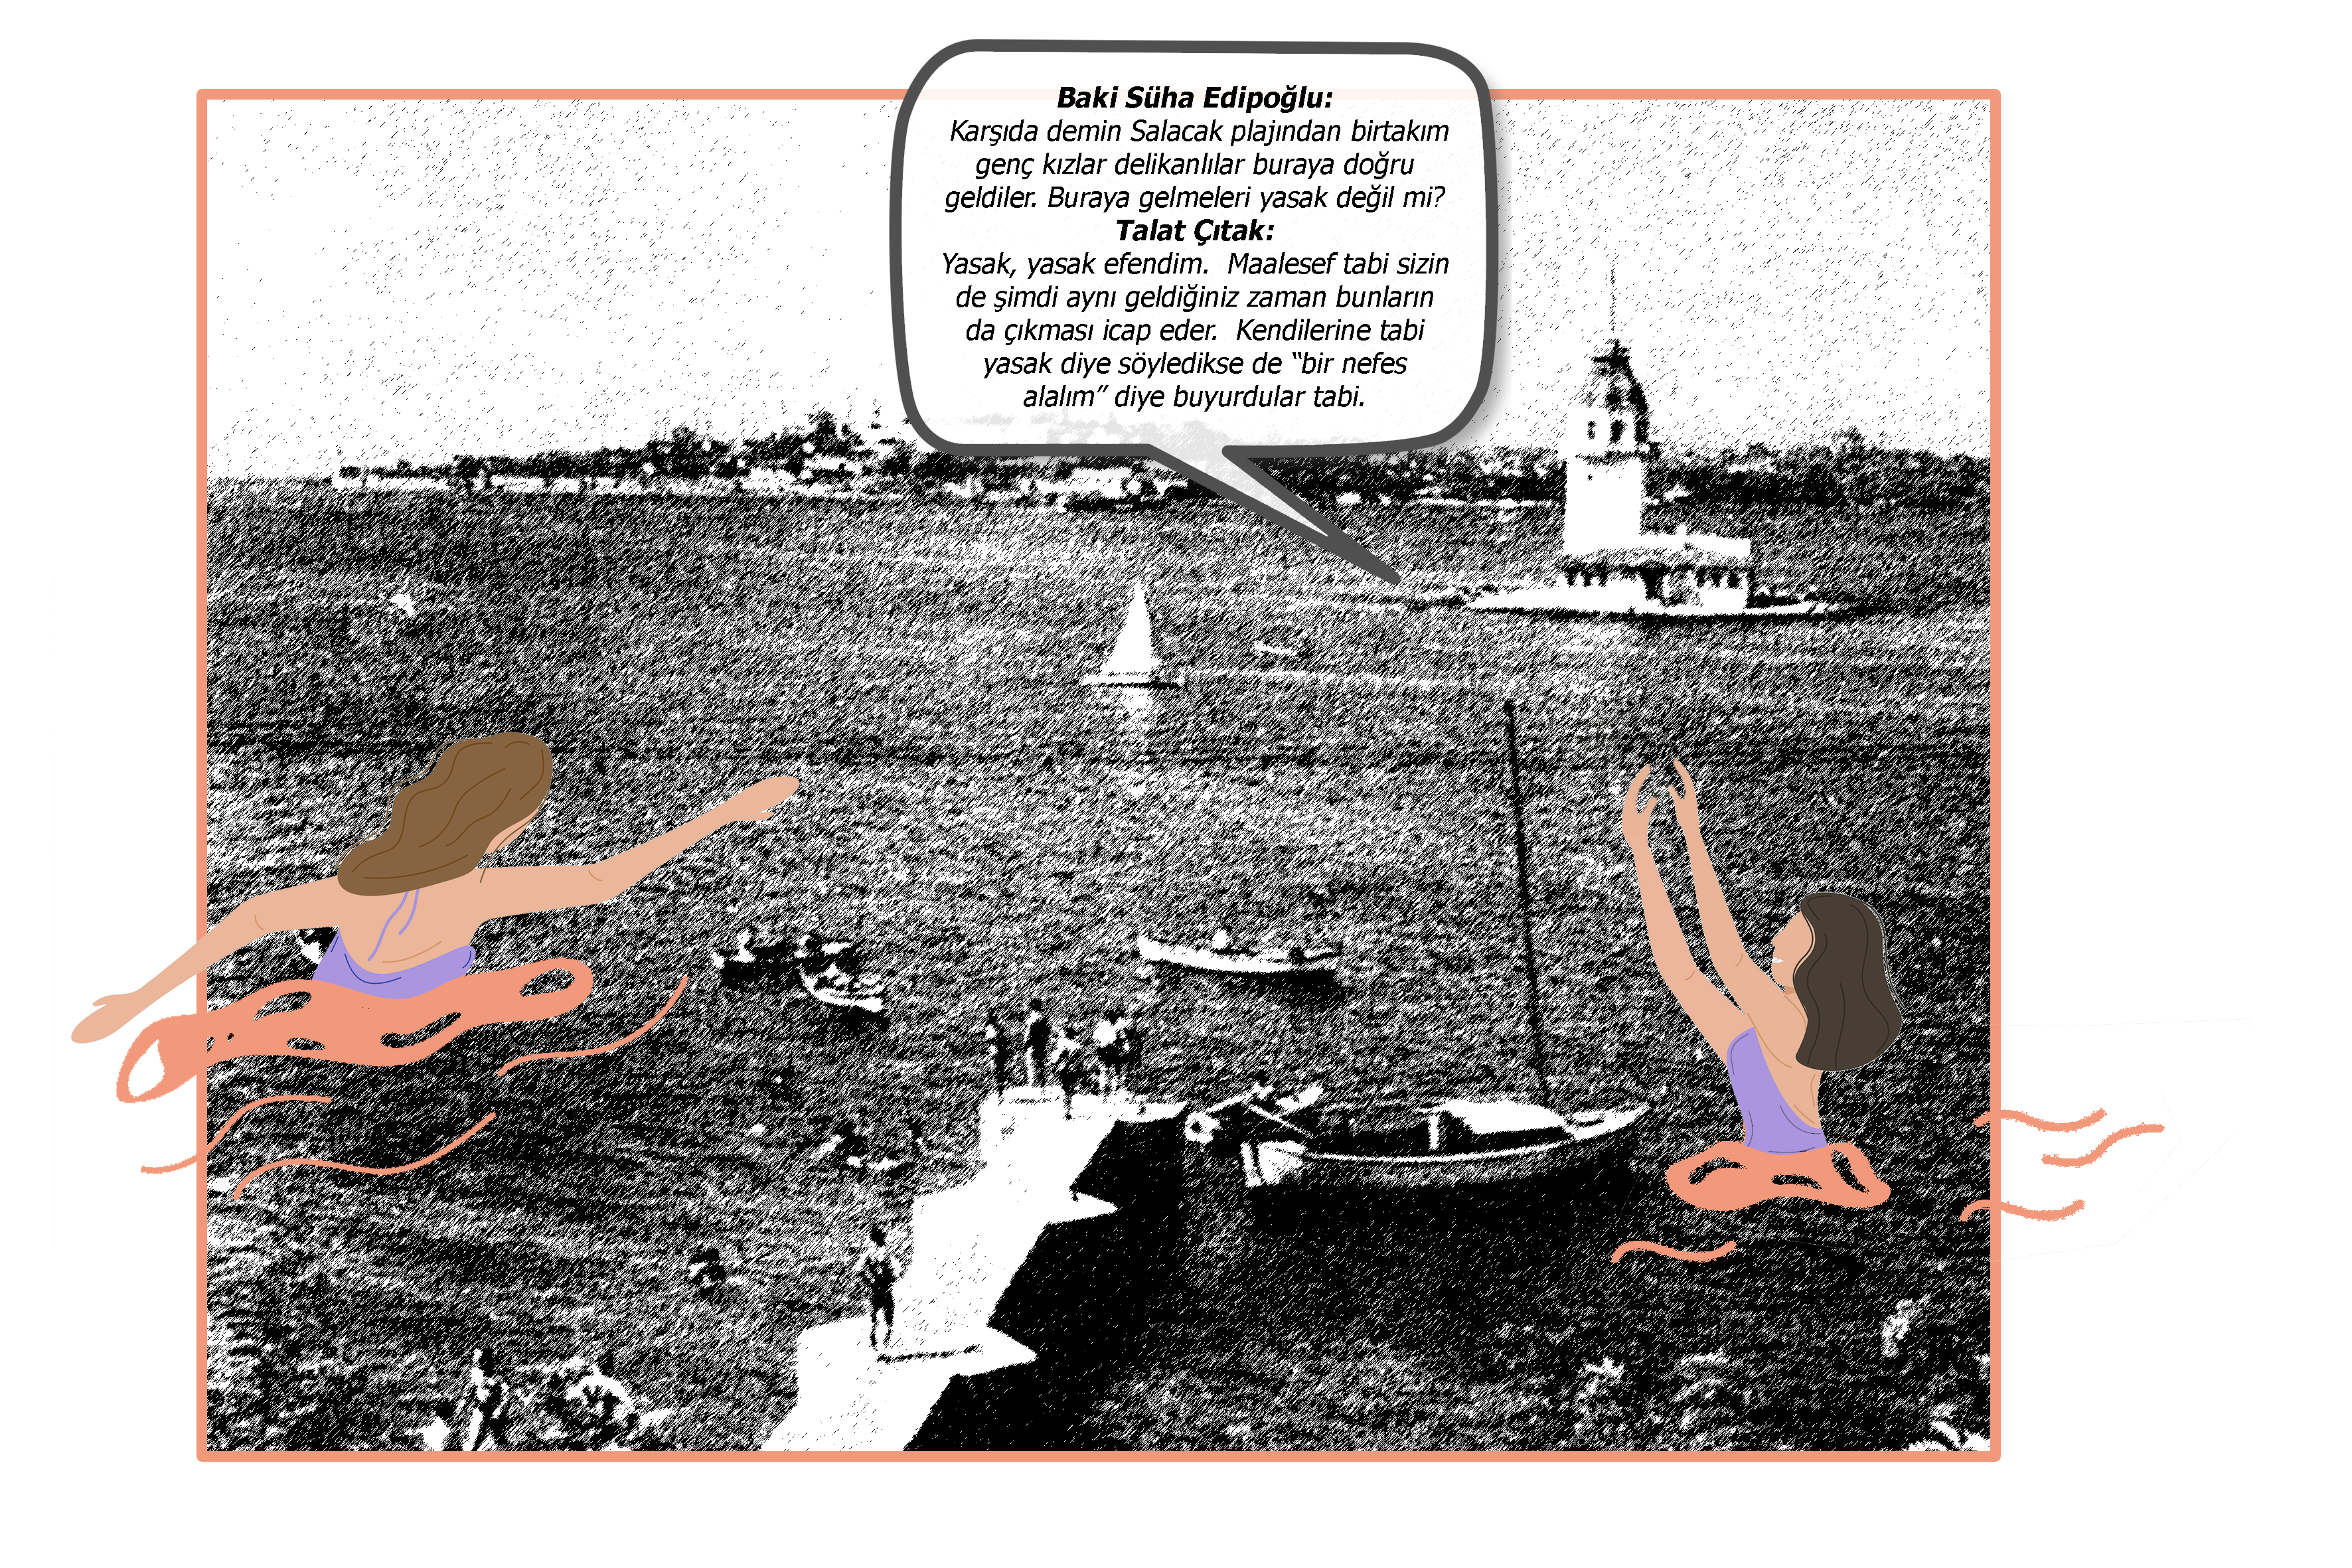 Baki Süha Edipoğlu:
Karşıda demin Salacak plajından birtakım
genç kızlar delikanlılar buraya doğru
geldiler. Buraya gelmeleri yasak değil mi?
Talat Çıtak:
Yasak, yasak efendim.  Maalesef tabi sizin
de şimdi aynı geldiğiniz zaman bunların
da çıkması icap eder.  Kendilerine tabi
yasak diye söyledikse de “bir nefes
alalım” diye buyurdular tabi.